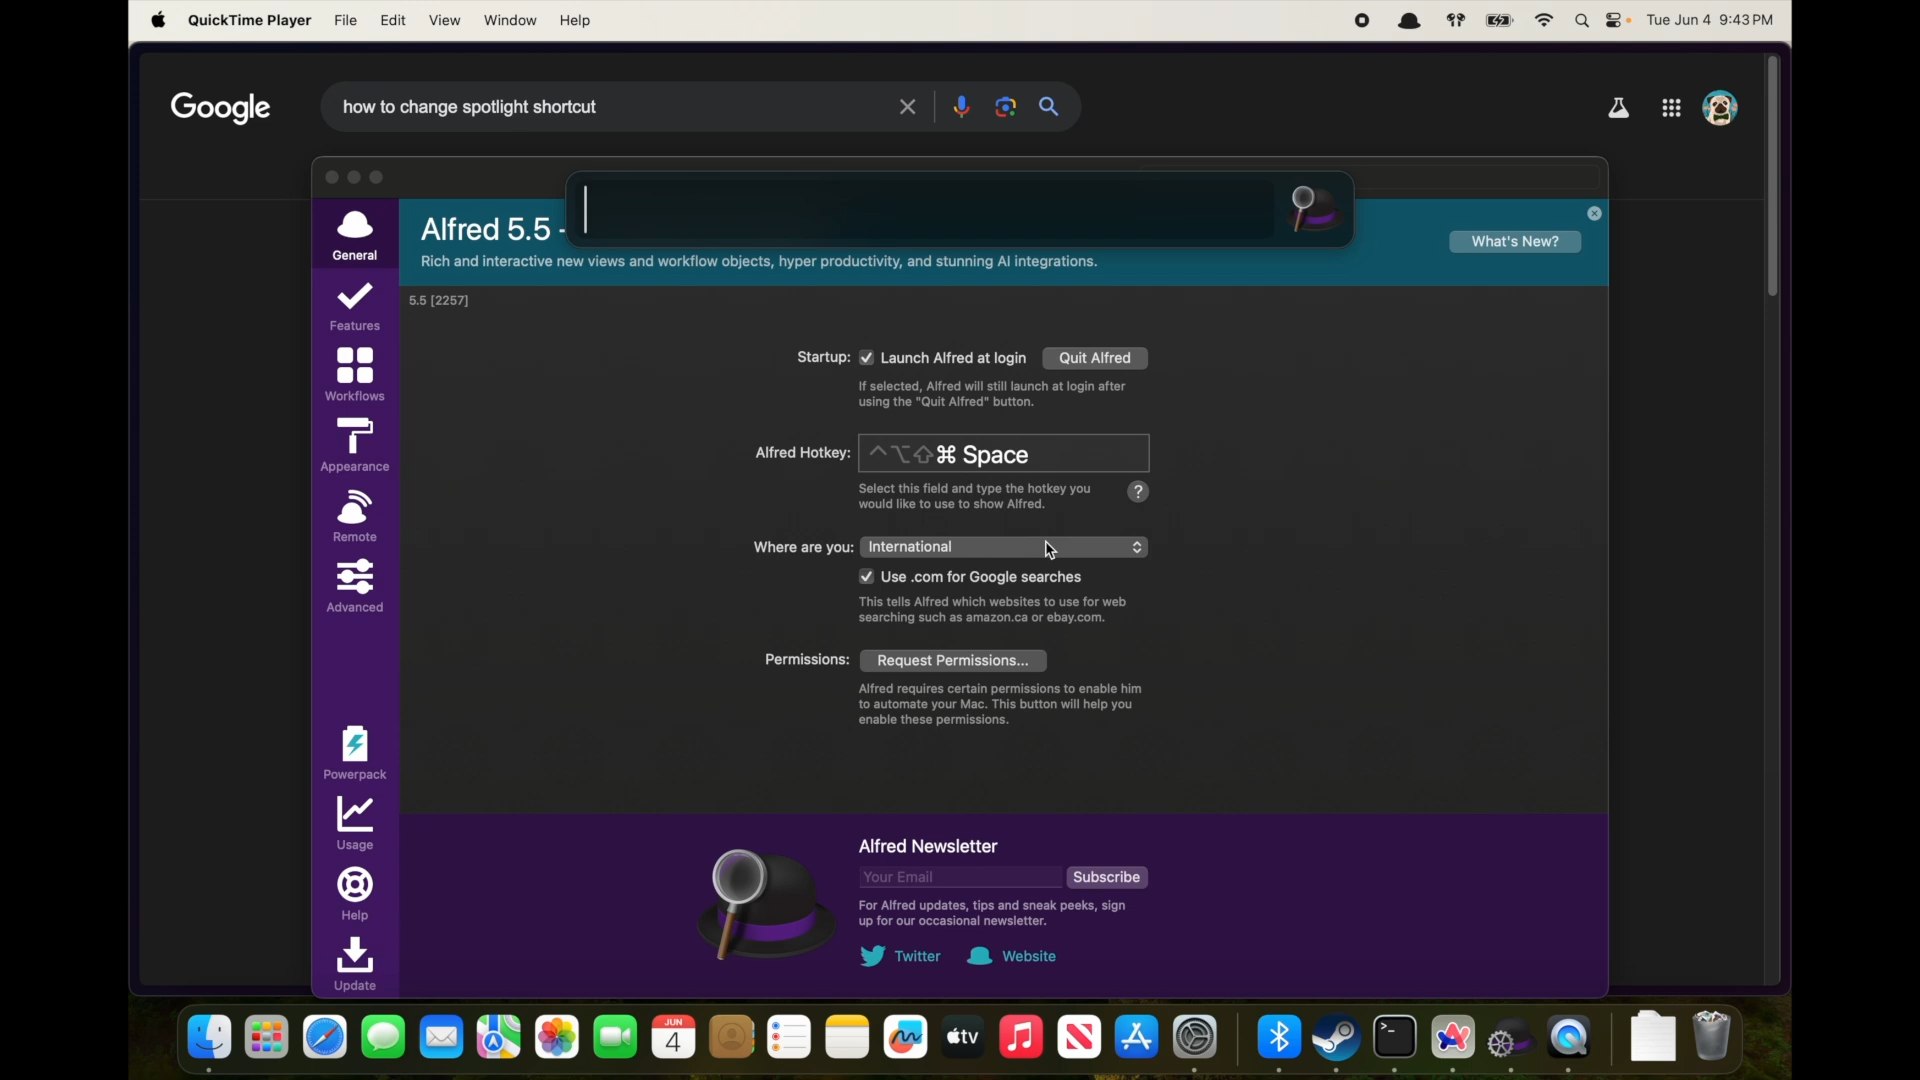 QuickTime Player File Edit View Window Help Tue Jun 4 9:43 PM
Google how to change spotlight shortcut
Alfred 5.5 -
What's New?
Rich and interactive new views and workflow objects, hyper productivity, and stunning AI integrations.
5.5 [2257]
General
Features
Workflows
Appearance
Remote
Advanced
Powerpack
Usage
Help
Update
Startup: Launch Alfred at login Quit Alfred
If selected, Alfred will still launch at login after
using the "Quit Alfred" button.
Alfred Hotkey: ^⌥⇧⌘ Space
Select this field and type the hotkey you
would like to use to show Alfred.
?
Where are you: International
Use .com for Google searches
This tells Alfred which websites to use for web
searching such as amazon.ca or ebay.com.
Permissions: Request Permissions...
Alfred requires certain permissions to enable him
to automate your Mac. This button will help you
enable these permissions.
Alfred Newsletter
Your Email Subscribe
For Alfred updates, tips and sneak peeks, sign
up for our occasional newsletter.
Twitter Website
JUN
4
tv